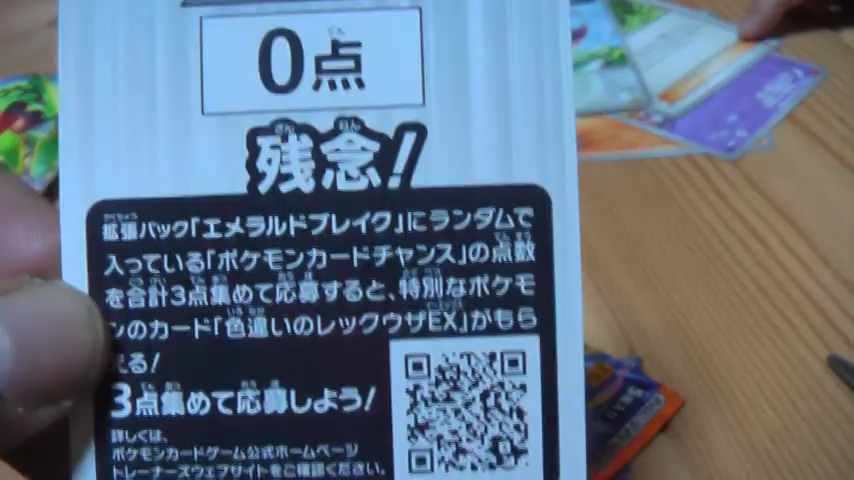 0点
残念!
拡張パック「エメラルドブレイク」にランダムで
入っている「ポケモンカードチャンス」の点数
を合計3点集めて応募すると、特別なポケモ
ンのカード「色違いのレックウザEX」がもら
える!
3点集めて応募しよう!
詳しくは、
ポケモンカードゲーム公式ホームページ
トレーナーズウェブサイトをご確認ください。